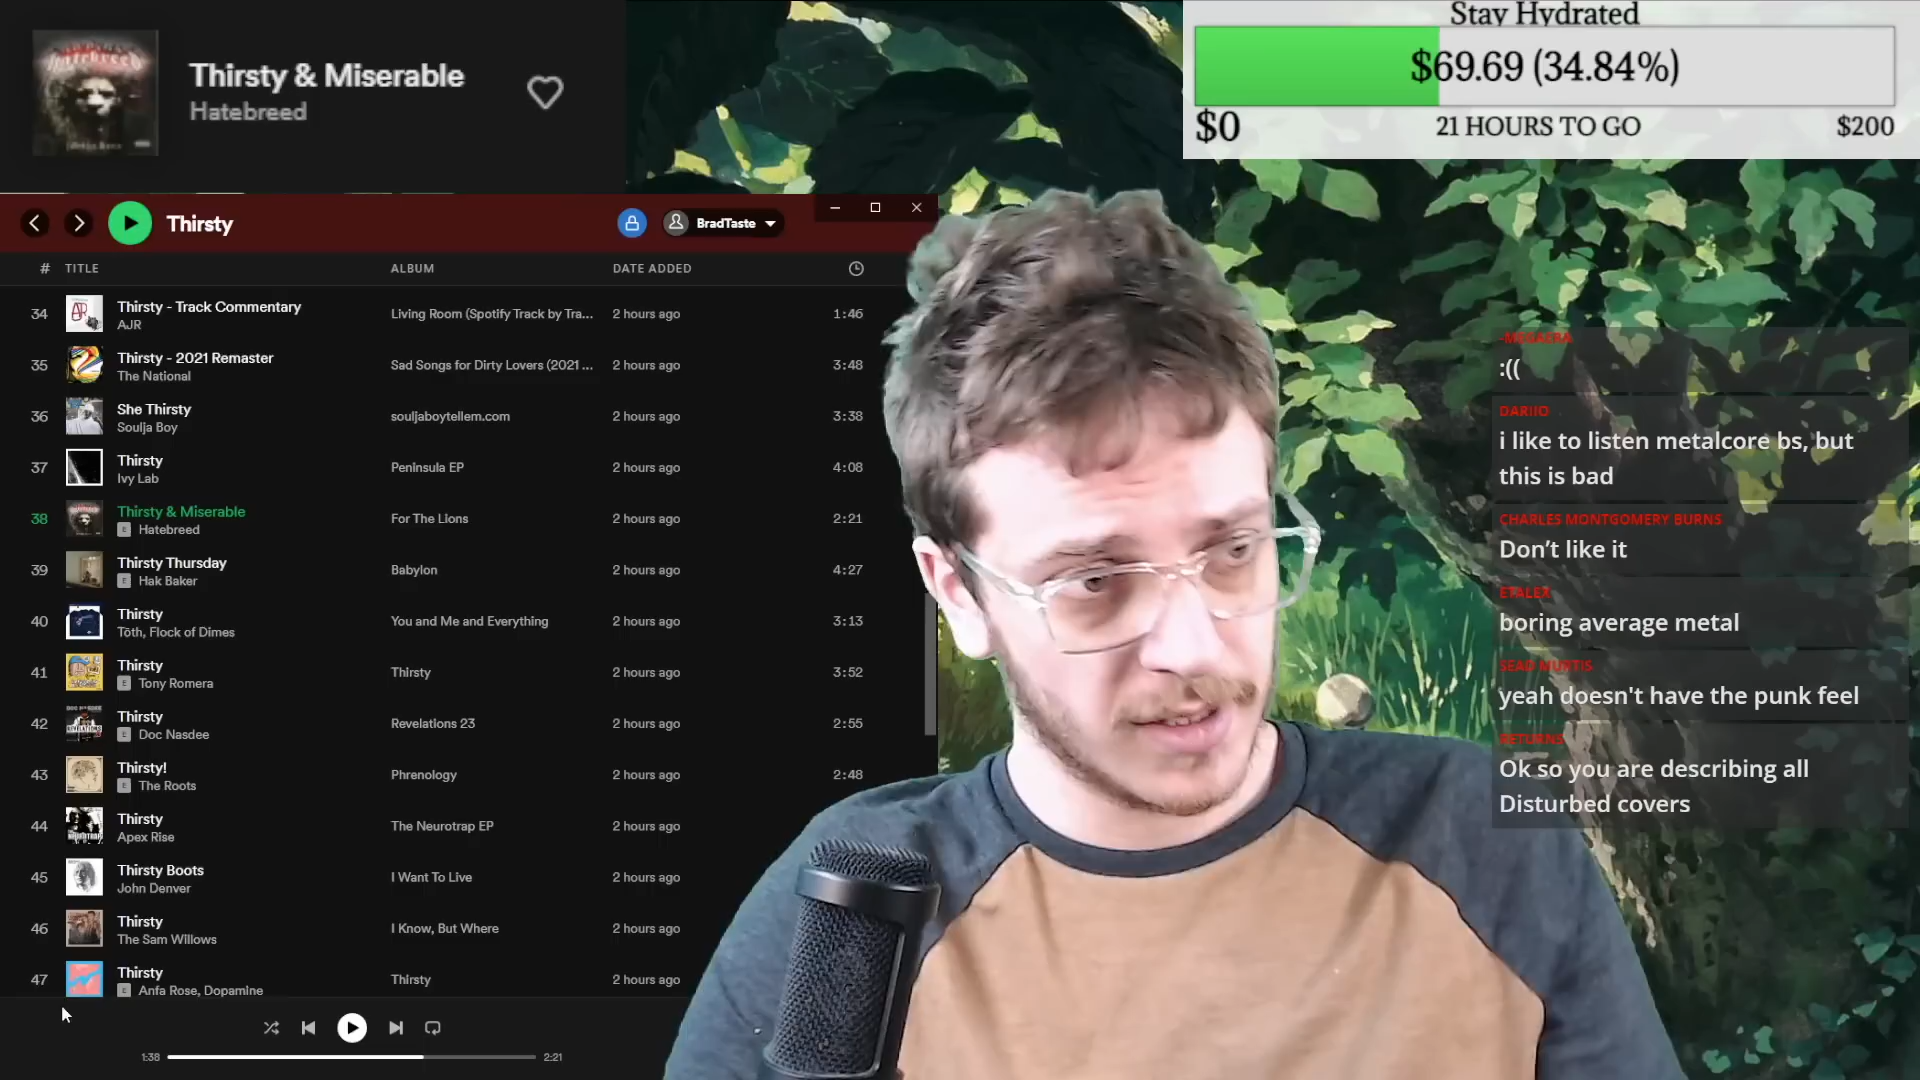 Thirsty & Miserable
Hatebreed
Stay Hydrated
$69.69 (34.84%)
$0
21 HOURS TO GO
$200
Thirsty
BradTaste
# TITLE ALBUM DATE ADDED
34 Thirsty - Track Commentary Living Room (Spotify Track by Tra... 2 hours ago 1:46
AJR
35 Thirsty - 2021 Remaster Sad Songs for Dirty Lovers (2021 ... 2 hours ago 3:48
The National
36 She Thirsty souljaboytellem.com 2 hours ago 3:38
Soulja Boy
37 Thirsty Peninsula EP 2 hours ago 4:08
Ivy Lab
38 Thirsty & Miserable For The Lions 2 hours ago 2:21
E Hatebreed
39 Thirsty Thursday Babylon 2 hours ago 4:27
E Hak Baker
40 Thirsty You and Me and Everything 2 hours ago 3:13
Tōth, Flock of Dimes
41 Thirsty Thirsty 2 hours ago 3:52
E Tony Romera
42 Thirsty Revelations 23 2 hours ago 2:55
E Doc Nasdee
43 Thirsty! Phrenology 2 hours ago 2:48
E The Roots
44 Thirsty The Neurotrap EP 2 hours ago
Apex Rise
45 Thirsty Boots I Want To Live 2 hours ago
John Denver
46 Thirsty I Know, But Where 2 hours ago
The Sam Willows
47 Thirsty Thirsty 2 hours ago
E Anfa Rose, Dopamine
1:38
2:21
:((
DARIIO
i like to listen metalcore bs, but
this is bad
CHARLES MONTGOMERY BURNS
Don't like it
ETALEX
boring average metal
SEAD MUFTIS
yeah doesn't have the punk feel
RETURNS
Ok so you are describing all
Disturbed covers